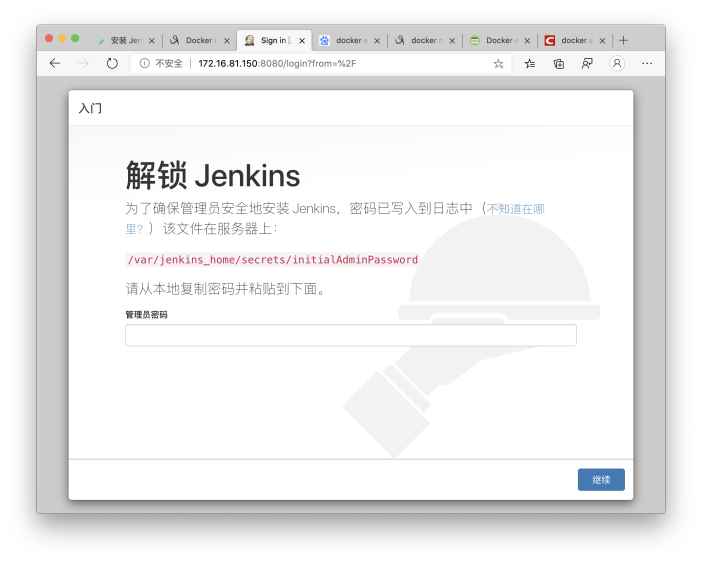 安装 Jen
Docker
Sign in [
docker e
docker n
Docker
docker e
不安全
172.16.81.150:8080/login?from=%2F
入门
解锁 Jenkins
为了确保管理员安全地安装 Jenkins，密码已写入到日志中（不知道在哪
里？）该文件在服务器上：
/var/jenkins_home/secrets/initialAdminPassword
请从本地复制密码并粘贴到下面。
管理员密码
继续